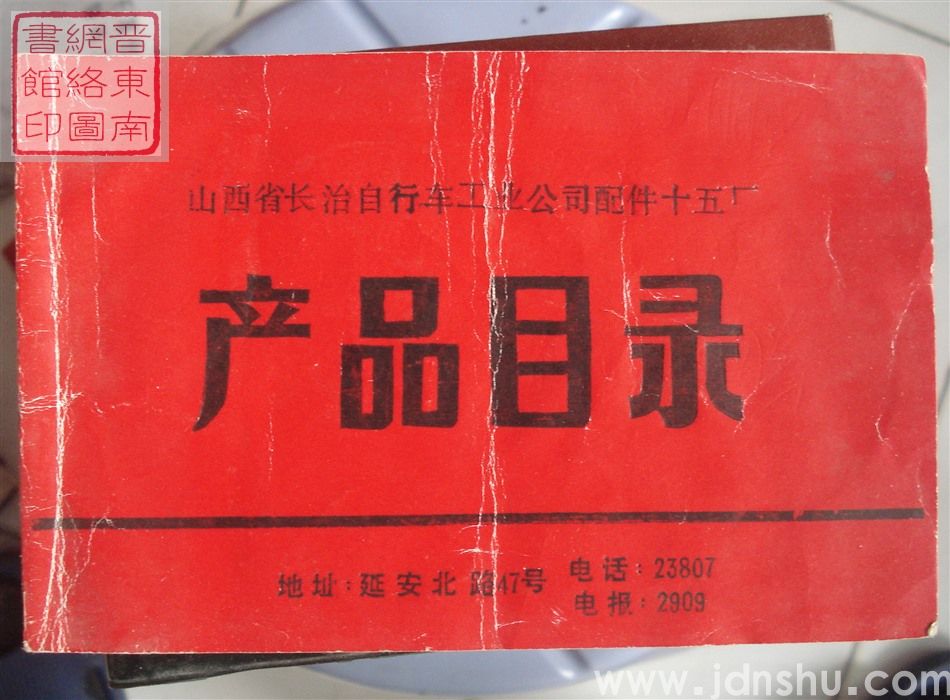 晋東南
網絡圖
書館印
山西省长治自行车工业公司配件十五厂
产品目录
地址:延安北路47号
电话:23807
电报:2909
www.jdnshu.com